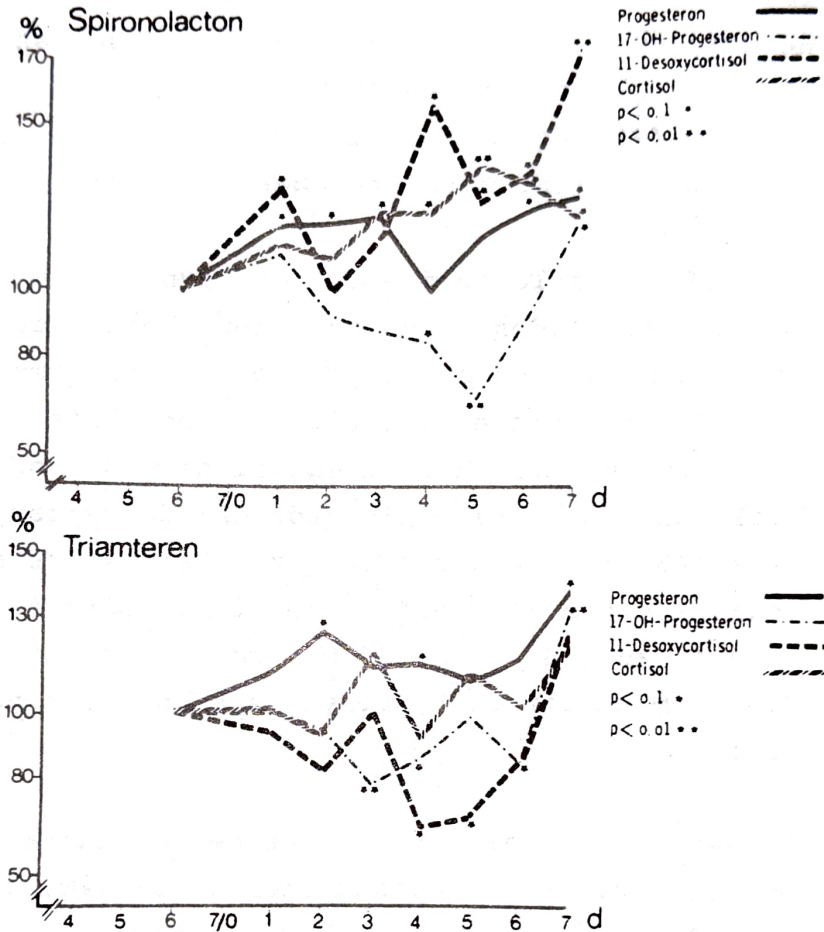 % Spironolacton
170
150
100
80
50
4 5 6 7/0 1 2 3 4 5 6 7 d
Progesteron
17-OH-Progesteron
11-Desoxycortisol
Cortisol
p< 0.1 *
p< 0.01 **
% Triamteren
150
130
100
80
50
4 5 6 7/0 1 2 3 4 5 6 7 d
Progesteron
17-OH-Progesteron
11-Desoxycortisol
Cortisol
p< 0.1 *
p< 0.01 **